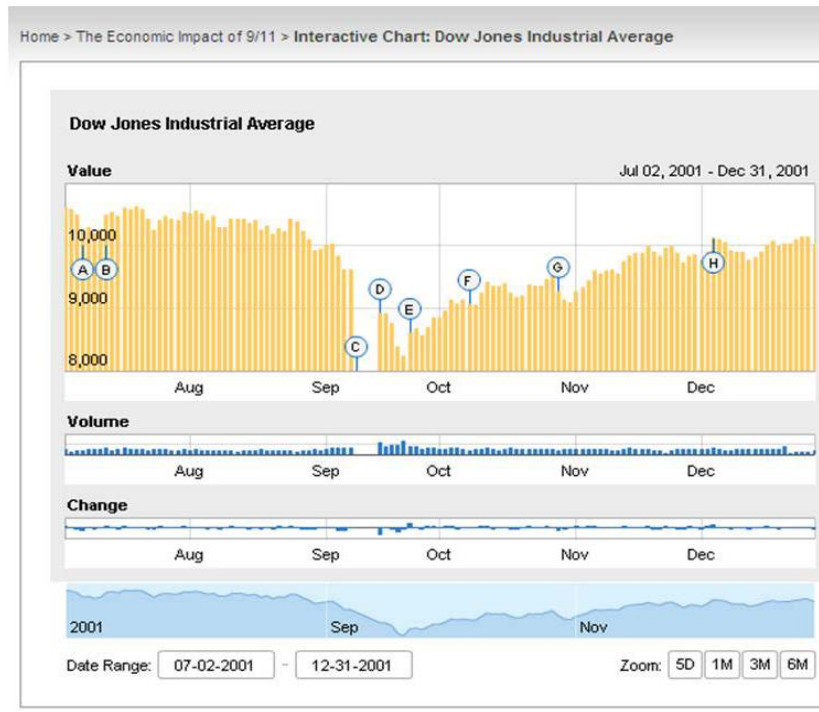 Home > The Economic Impact of 9/11 > Interactive Chart: Dow Jones Industrial Average
Dow Jones Industrial Average
Value Jul 02, 2001 - Dec 31, 2001
10,000
A B
H
G
F
9,000
D
E
C
8,000
Aug Sep Oct Nov Dec
Volume
Aug Sep Oct Nov Dec
Change
Aug Sep Oct Nov Dec
2001 Sep Nov
Date Range: 07-02-2001 - 12-31-2001 Zoom: 5D 1M 3M 6M